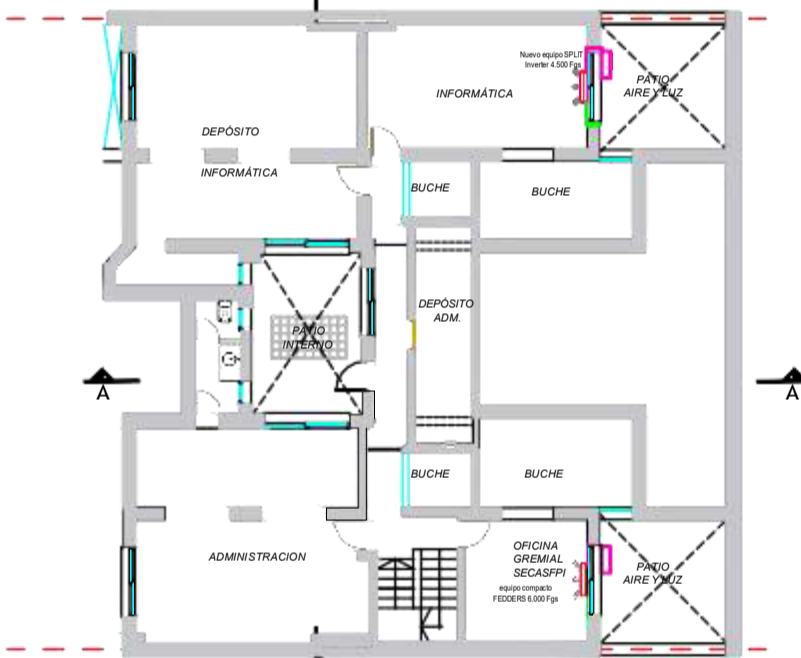 Nuevo equipo SPLIT
Inverter 4.500 Fgs
PATIO
AIRE Y LUZ
INFORMÁTICA
DEPÓSITO
INFORMÁTICA
BUCHE
BUCHE
DEPÓSITO
ADM.
PATIO
INTERNO
A
A
BUCHE
BUCHE
ADMINISTRACION
OFICINA
GREMIAL
SECASFPI
equipo compacto
FEDDERS 6.000 Fgs
PATIO
AIRE Y LUZ